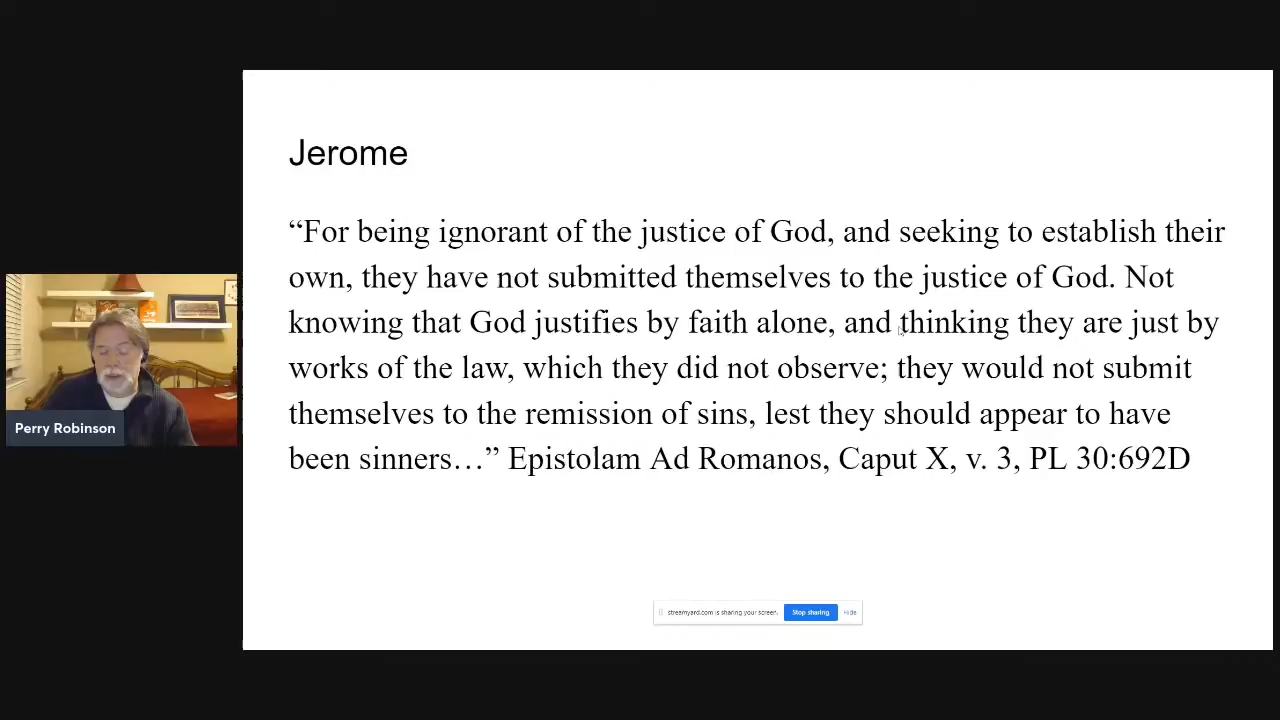 Jerome
“For being ignorant of the justice of God, and seeking to establish their
own, they have not submitted themselves to the justice of God. Not
knowing that God justifies by faith alone, and thinking they are just by
works of the law, which they did not observe; they would not submit
themselves to the remission of sins, lest they should appear to have
been sinners…” Epistolam Ad Romanos, Caput X, v. 3, PL 30:692D
Perry Robinson
streamyard.com is sharing your screen. Stop sharing Hide